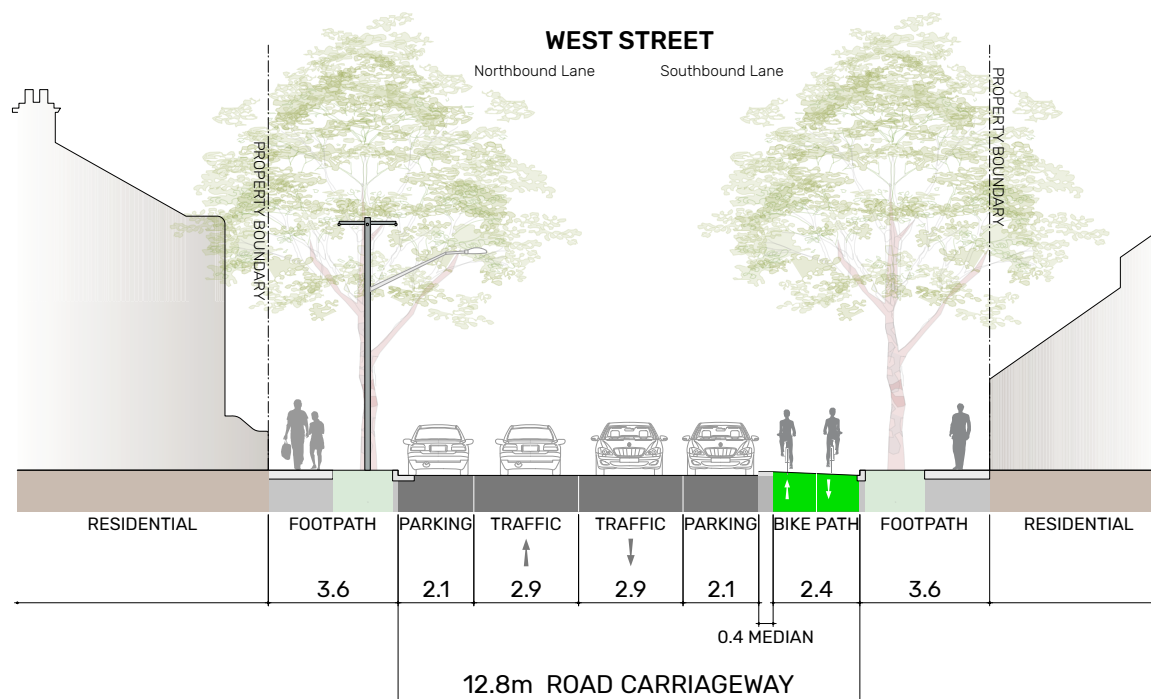 WEST STREET
Northbound Lane Southbound Lane
PROPERTY BOUNDARY
PROPERTY BOUNDARY
RESIDENTIAL FOOTPATH PARKING TRAFFIC TRAFFIC PARKING BIKE PATH FOOTPATH RESIDENTIAL
3.6 2.1 2.9 2.9 2.1 2.4 3.6
0.4 MEDIAN
12.8m ROAD CARRIAGEWAY